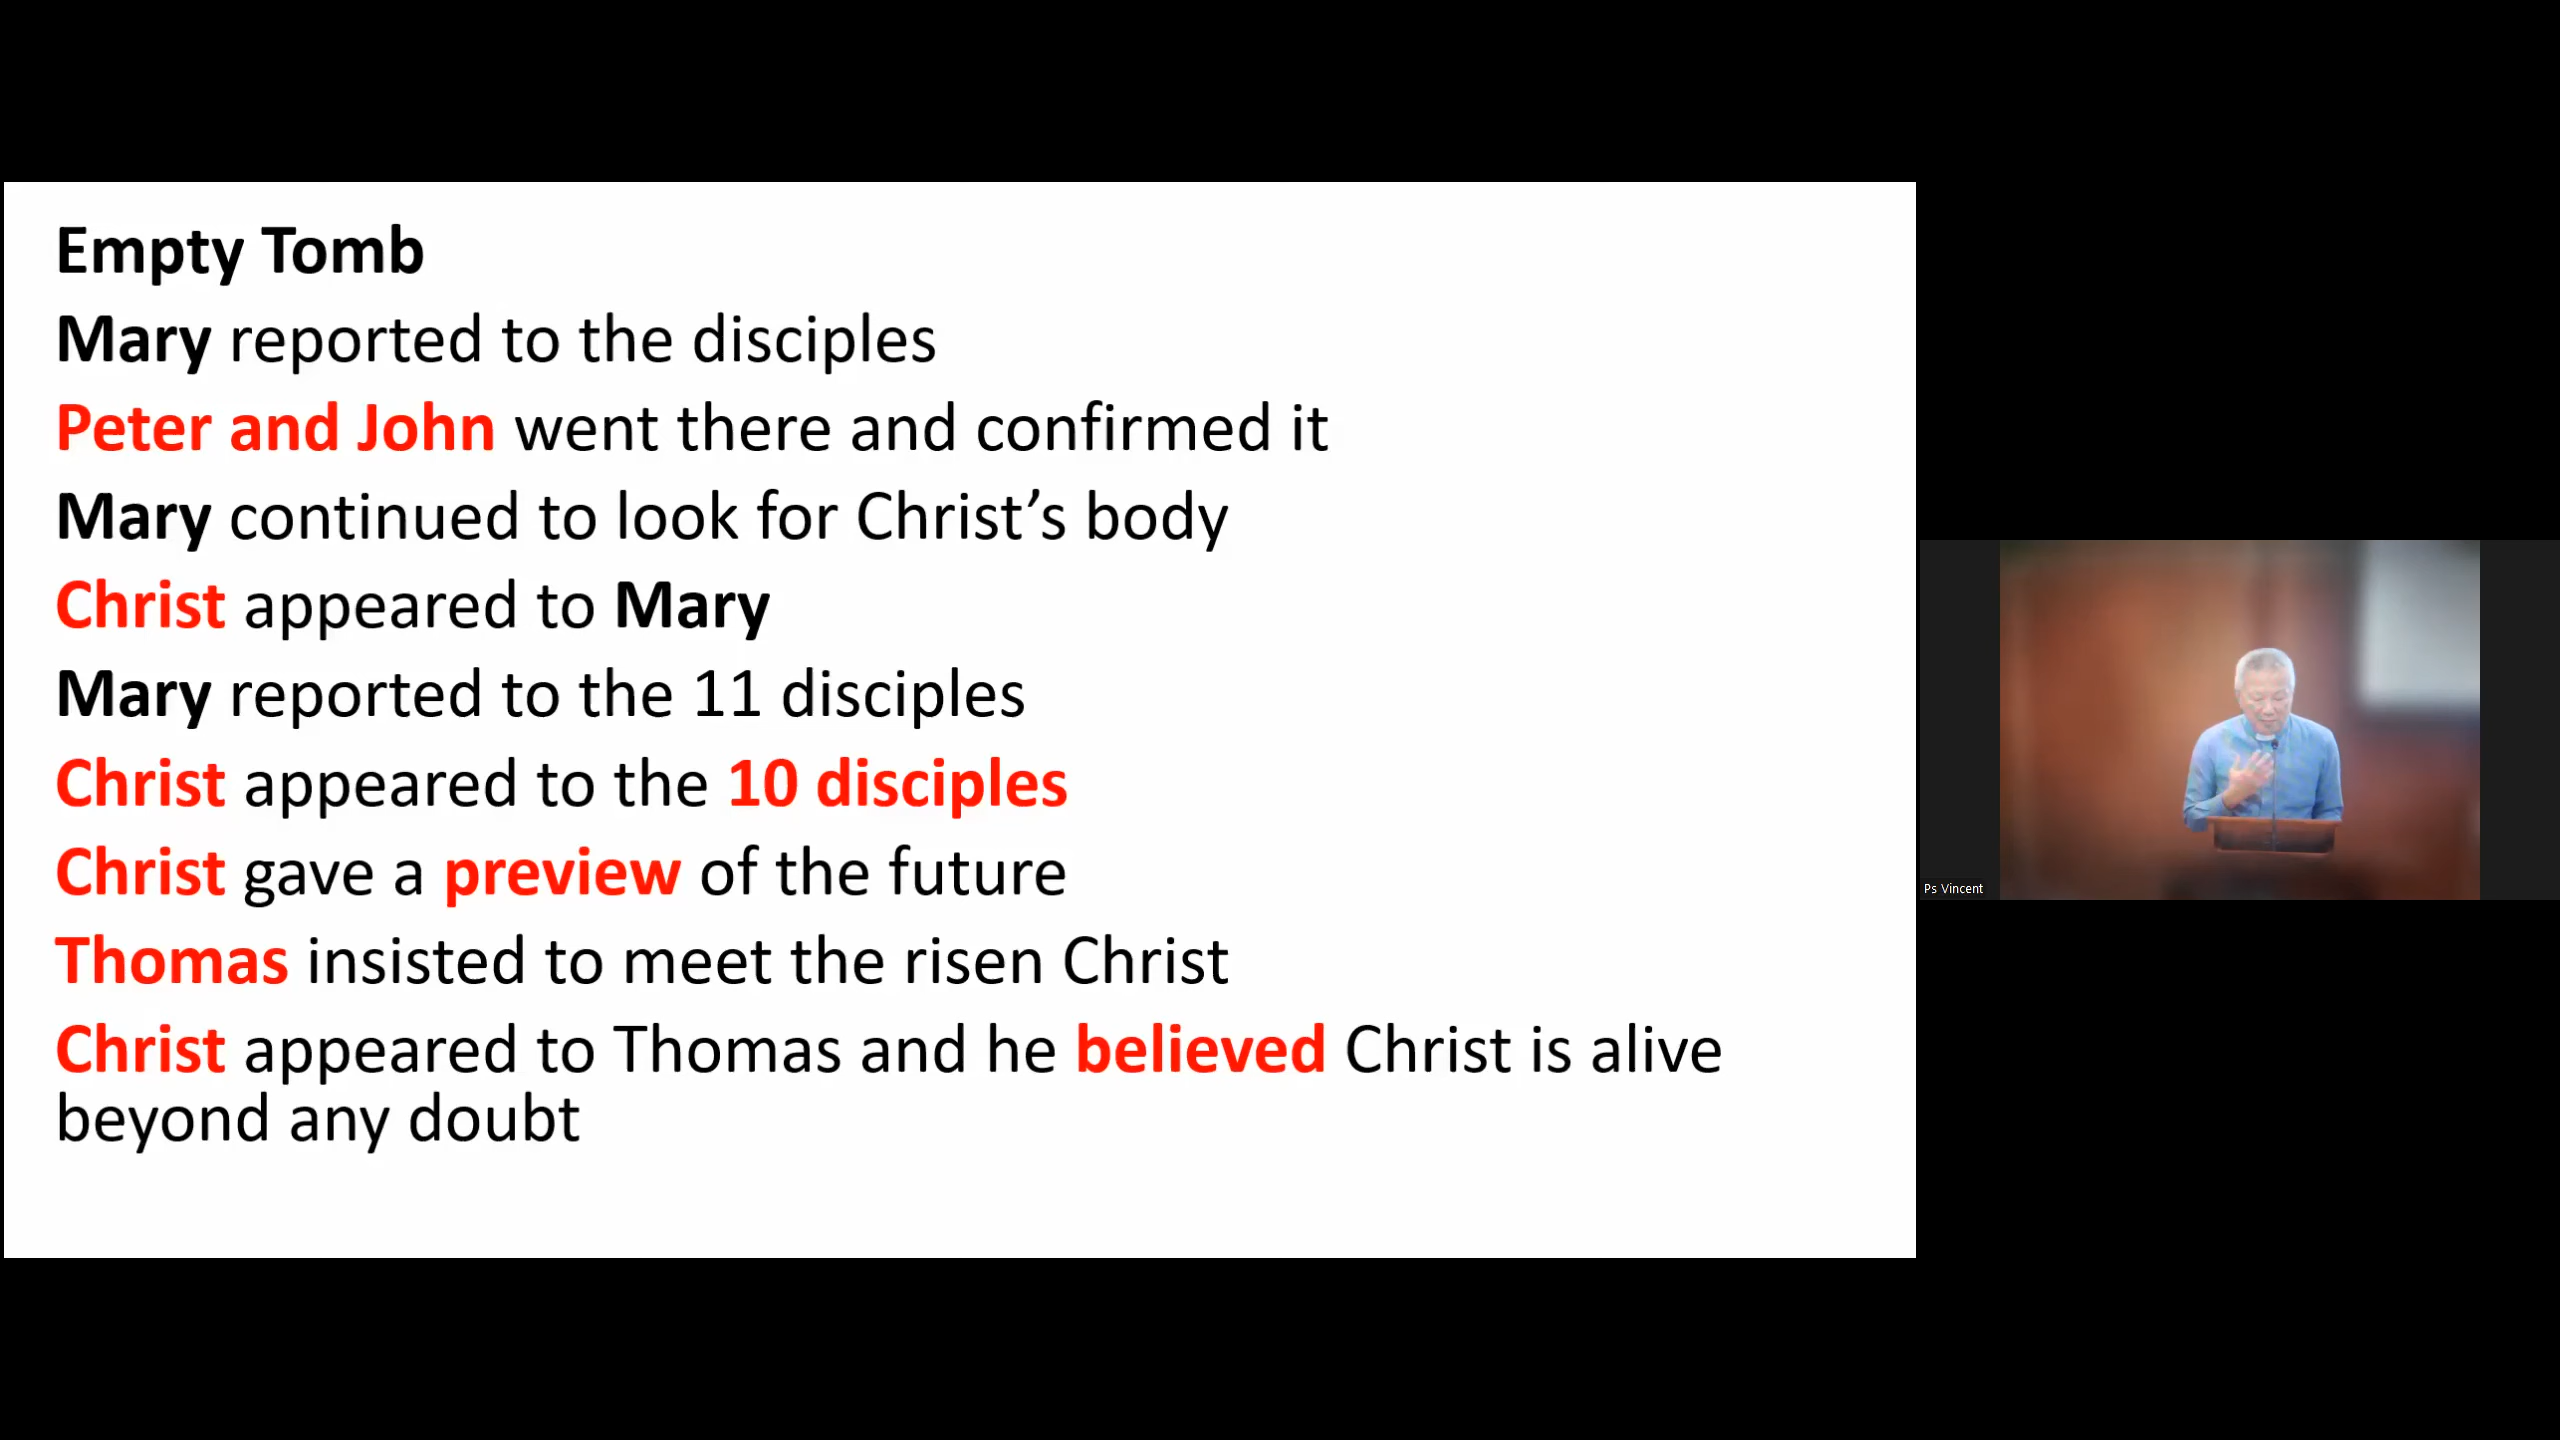 Empty Tomb
Mary reported to the disciples
Peter and John went there and confirmed it
Mary continued to look for Christ’s body
Christ appeared to Mary
Mary reported to the 11 disciples
Christ appeared to the 10 disciples
Christ gave a preview of the future
Thomas insisted to meet the risen Christ
Christ appeared to Thomas and he believed Christ is alive
beyond any doubt
Ps Vincent